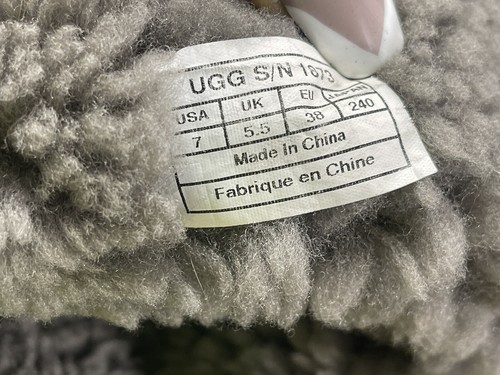 UGG S/N 1873
USA UK EU
7 5.5 38 240
Made In China
Fabrique en Chine